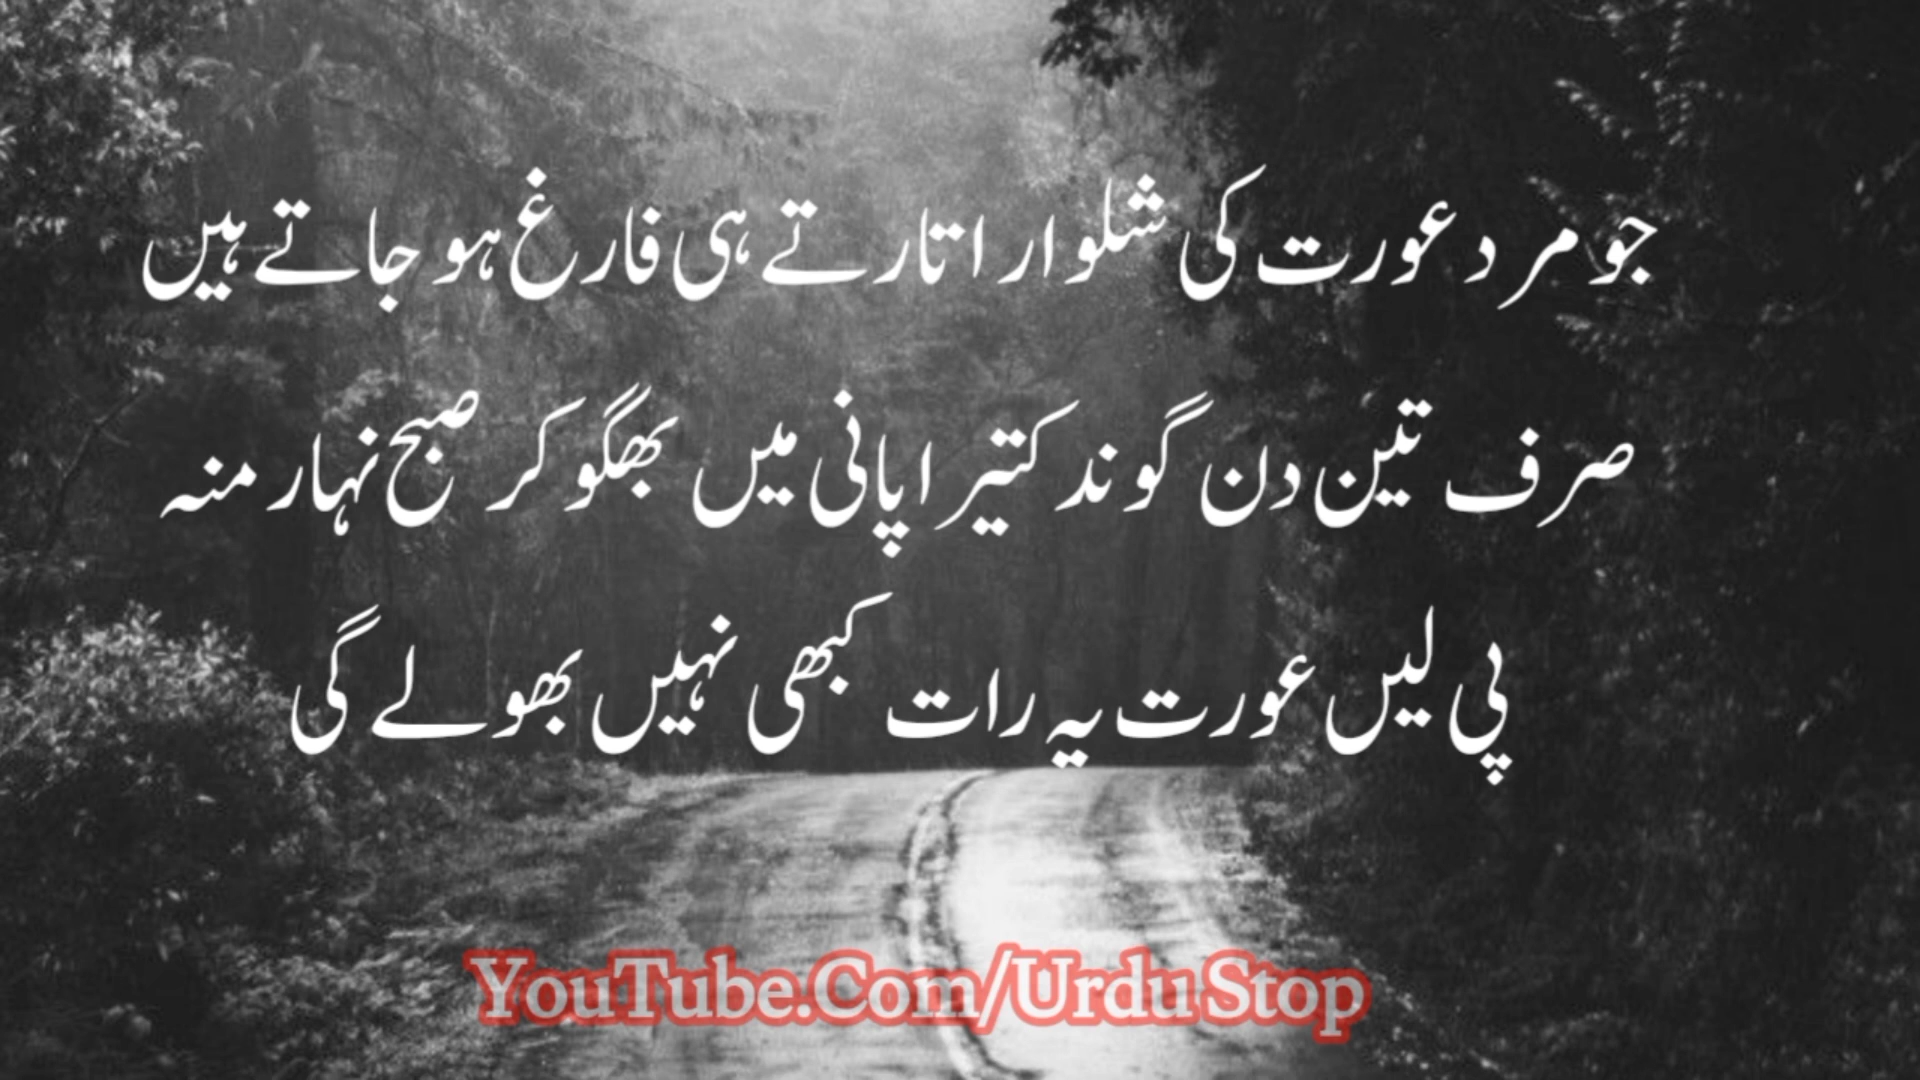 جو مرد عورت کی شلوار اتارتے ہی فارغ ہو جاتے ہیں
صرف تین دن گوند کتیرا پانی میں بھگو کر صبح نہار منہ
پی لیں عورت یہ رات کبھی نہیں بھولے گی
YouTube.Com/Urdu Stop